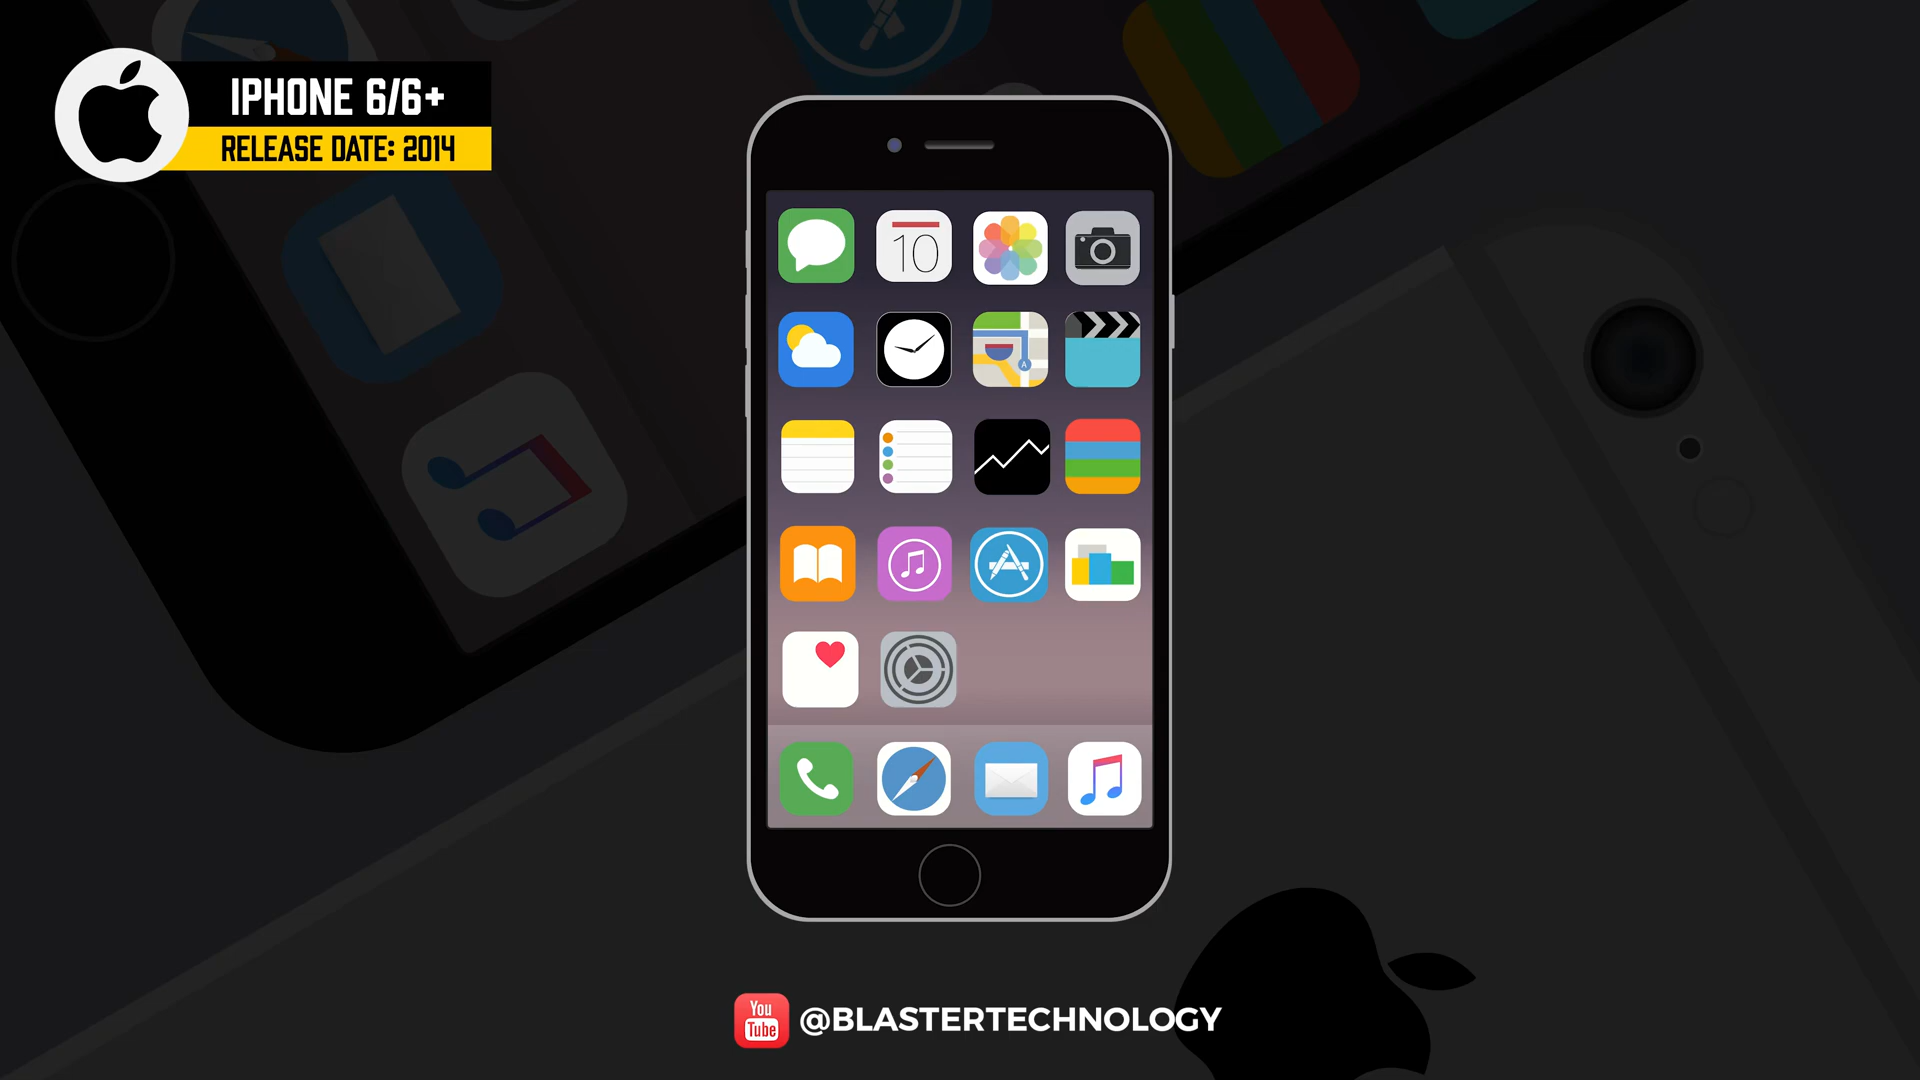 IPHONE 6/6+
RELEASE DATE: 2014
10
A
You
Tube
@BLASTERTECHNOLOGY